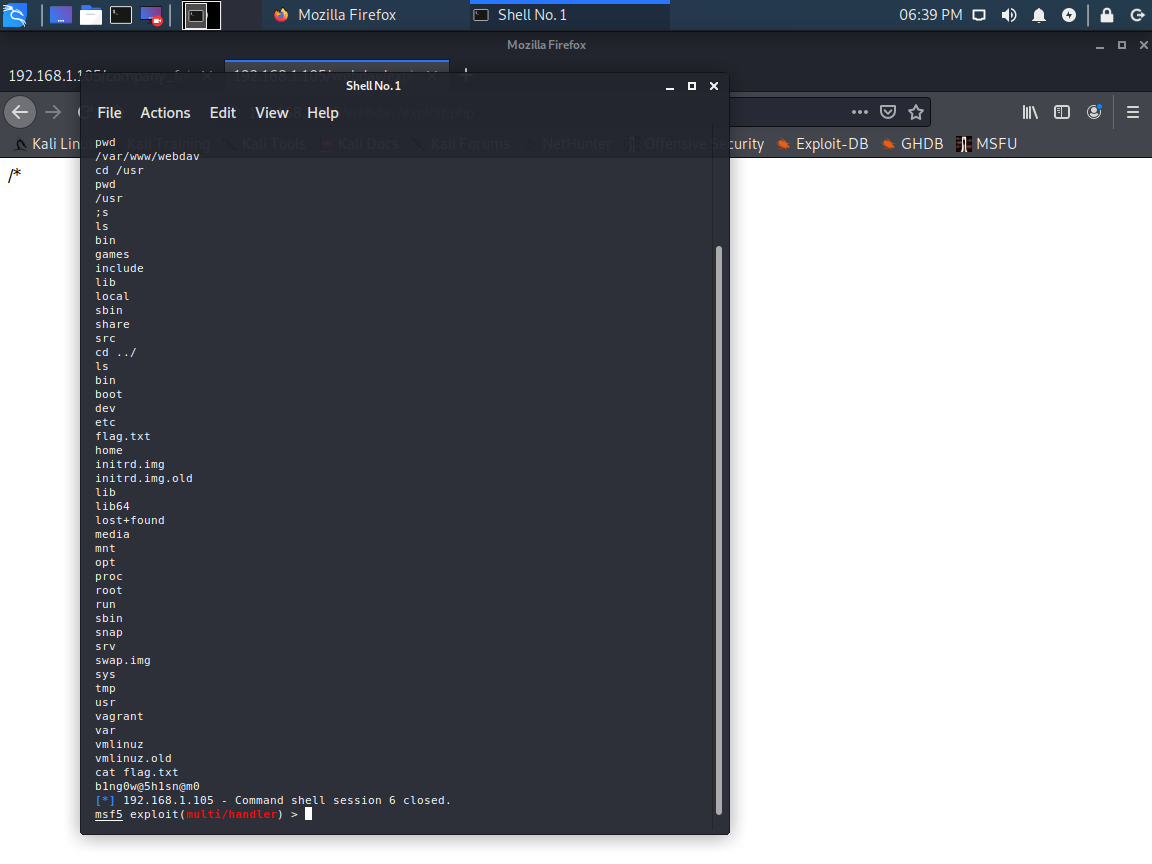 Mozilla Firefox
Shell No. 1
06:39 PM
Mozilla Firefox
192.168.1.105/company_fol
192.168.1.105/webdav/
Shell No. 1
File Actions Edit View Help
Kali Lin Training Kali Tools Kali Docs Kali Forums NetHunter Offensive Security Exploit-DB GHDB MSFU
/*
pwd
/var/www/webdav
cd /usr
pwd
/usr
;s
ls
bin
games
include
lib
local
sbin
share
src
cd ../
ls
bin
boot
dev
etc
flag.txt
home
initrd.img
initrd.img.old
lib
lib64
lost+found
media
mnt
opt
proc
root
run
sbin
snap
srv
swap.img
sys
tmp
usr
vagrant
var
vmlinuz
vmlinuz.old
cat flag.txt
b1ng0w@5h1sn@m0
[*] 192.168.1.105 - Command shell session 6 closed.
msf5 exploit(multi/handler) >